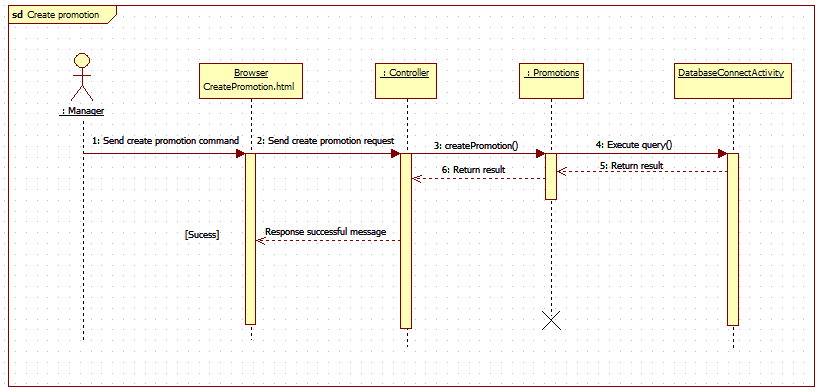 sd Create promotion
: Manager
Browser
CreatePromotion.html
: Controller
: Promotions
DatabaseConnectActivity
1: Send create promotion command
2: Send create promotion request
3: createPromotion()
4: Execute query()
5: Return result
6: Return result
[Sucess]
Response successful message